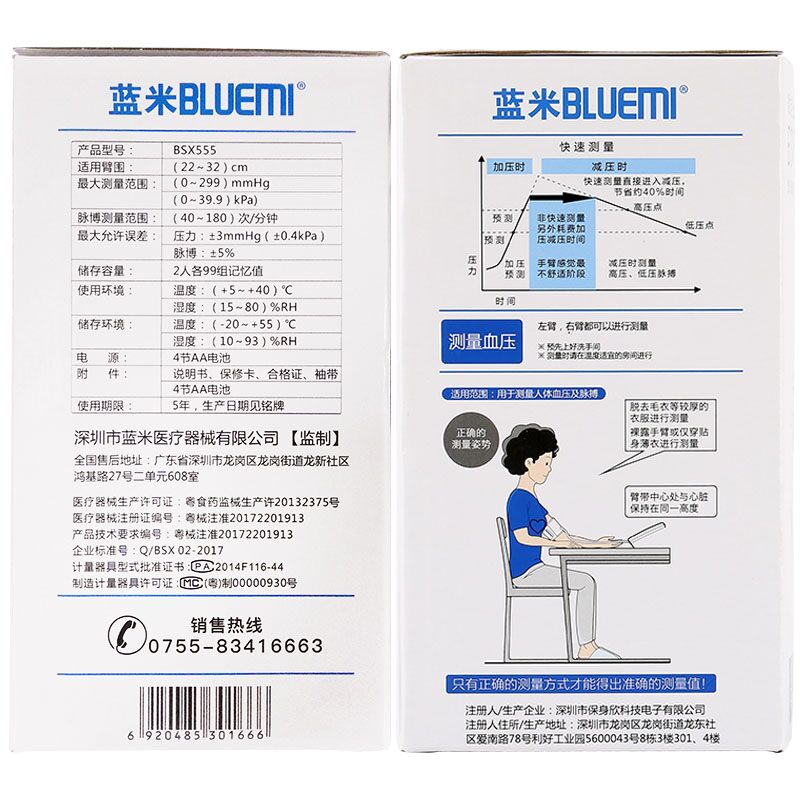 蓝米BLUEMI®
产品型号： BSX555
适用臂围： （22~32）cm
最大测量范围： （0~299）mmHg
（0~39.9）kPa）
脉博测量范围： （40~180）次/分钟
最大允许误差： 压力：±3mmHg（±0.4kPa）
脉博：±5%
储存容量： 2人各99组记忆值
使用环境： 温度：（+5~+40）℃
湿度：（15~80）%RH
储存环境： 温度：（-20~+55）℃
湿度：（10~93）%RH
电 源： 4节AA电池
附 件： 说明书、保修卡、合格证、袖带
4节AA电池
使用期限： 5年，生产日期见铭牌
深圳市蓝米医疗器械有限公司【监制】
全国售后地址：广东省深圳市龙岗区龙岗街道龙新社区
鸿基路27号二单元608室
医疗器械生产许可证：粤食药监械生产许20132375号
医疗器械注册证编号：粤械注准20172201913
产品技术要求编号：粤械注准20172201913
企业标准号：Q/BSX 02-2017
计量器具型式批准证书：PA 2014F116-44
制造计量器具许可证：MC (粤)制00000930号
销售热线
0755-83416663
6 920485 301666
蓝米BLUEMI®
快速测量
加压时 减压时
快速测量直接进入减压，
节省约40%时间
高压点
预测
非快速测量
另外耗费加
压减压时间
低压点
预测
压力
加压
预测
手臂感觉最
不舒适阶段
减压时测量
高压、低压脉搏
时间
测量血压
左臂，右臂都可以进行测量
※ 预先上好洗手间
※ 测量时请在温度适宜的房间进行
适用范围：用于测量人体血压及脉搏
正确的
测量姿势
脱去毛衣等较厚的
衣服进行测量
裸露手臂或仅穿贴
身薄衣进行测量
臂带中心处与心脏
保持在同一高度
只有正确的测量方式才能得出准确的测量值！
注册人/生产企业：深圳市保身欣科技电子有限公司
注册人住所/生产地址：深圳市龙岗区龙岗街道龙东社
区爱南路78号利好工业园5600043号8栋3楼301、4楼